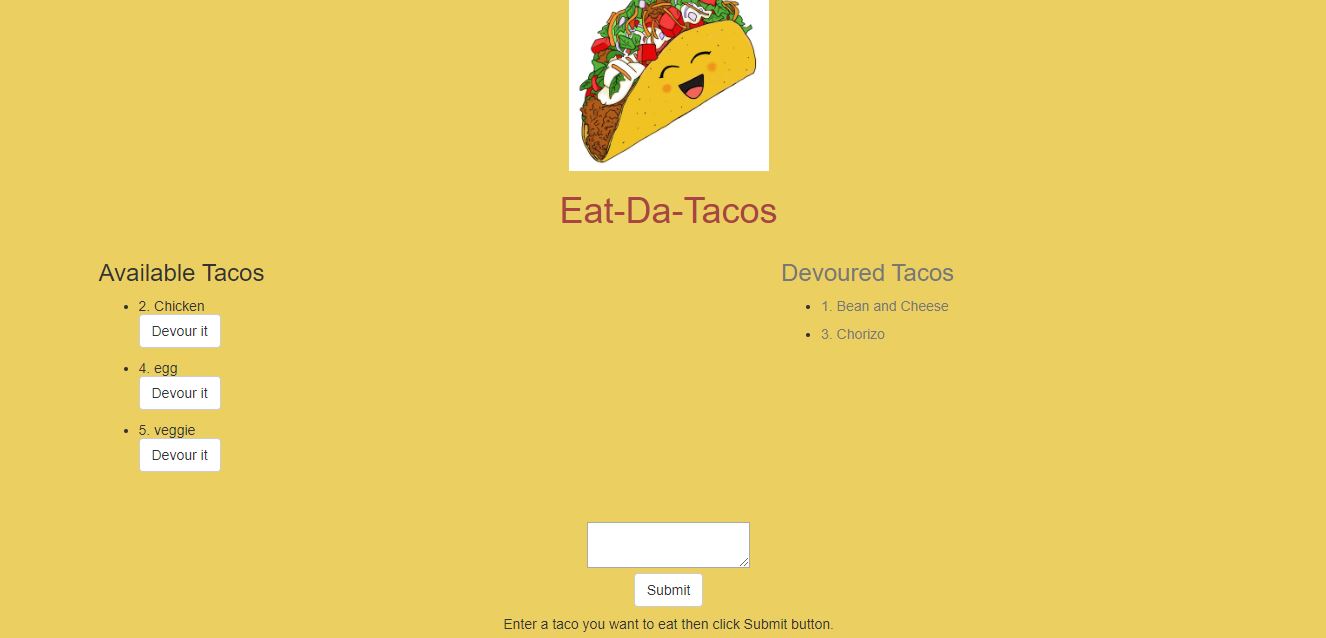 Eat-Da-Tacos
Available Tacos
2. Chicken
Devour it
4. egg
Devour it
5. veggie
Devour it
Devoured Tacos
1. Bean and Cheese
3. Chorizo
Submit
Enter a taco you want to eat then click Submit button.